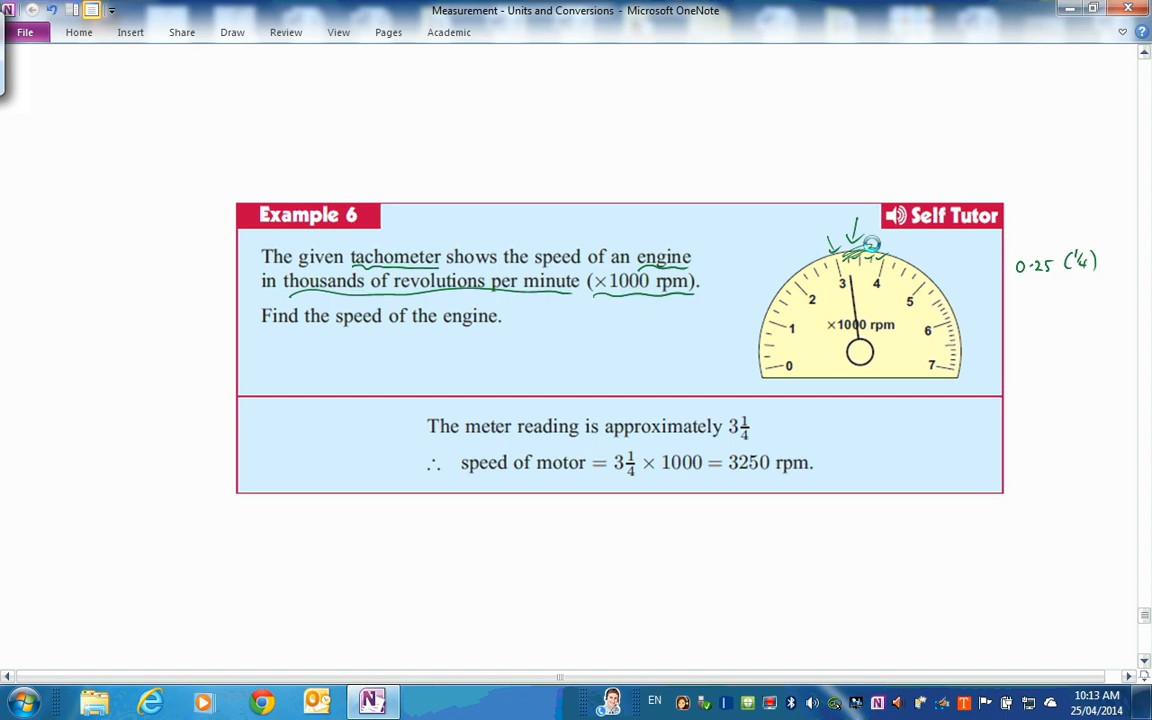 Measurement - Units and Conversions - Microsoft OneNote
File Home Insert Share Draw Review View Pages Academic
Example 6
Self Tutor
The given tachometer shows the speed of an engine
in thousands of revolutions per minute (×1000 rpm).
Find the speed of the engine.
0 1 2 3 4 5 6 7
×1000 rpm
0.25 (1/4)
The meter reading is approximately 3 1/4
∴ speed of motor = 3 1/4 × 1000 = 3250 rpm.
EN
10:13 AM
25/04/2014